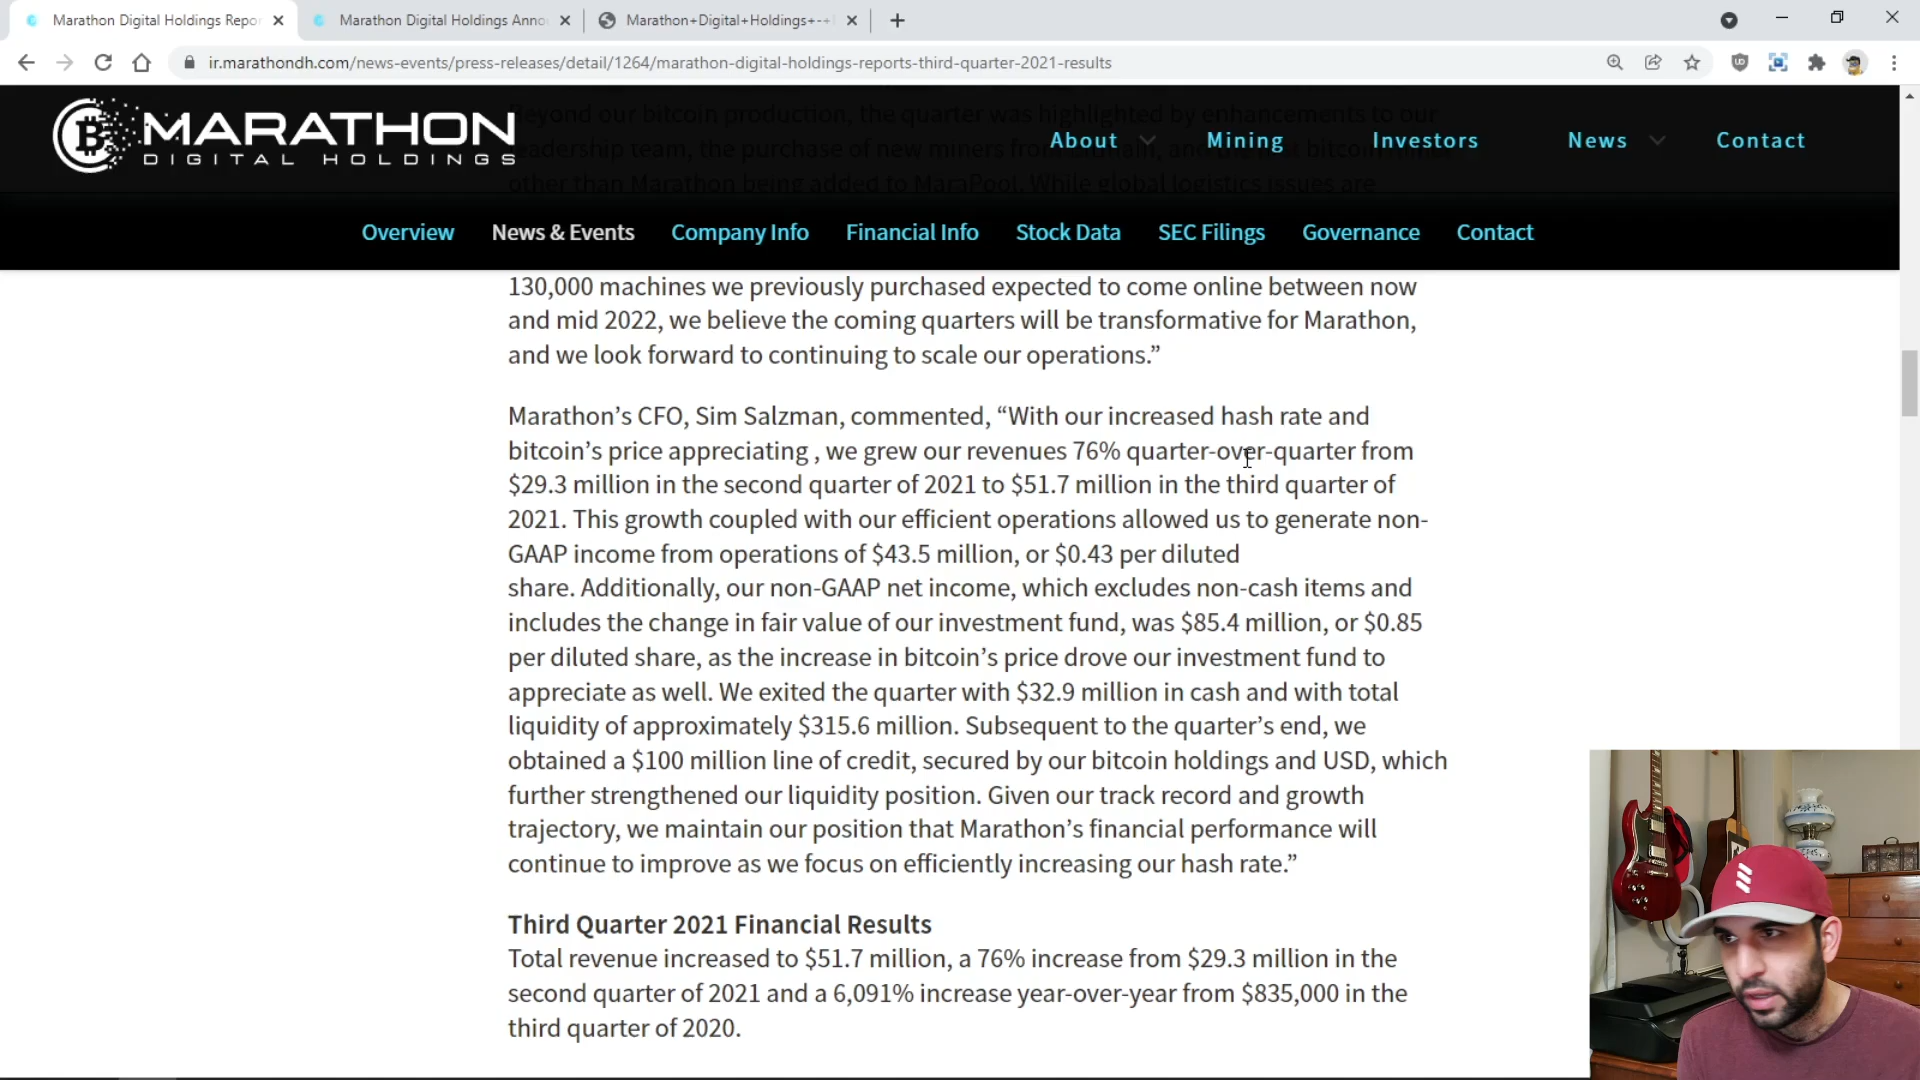 Marathon Digital Holdings Repo
Marathon Digital Holdings Anno
Marathon+Digital+Holdings+-+
ir.marathondh.com/news-events/press-releases/detail/1264/marathon-digital-holdings-reports-third-quarter-2021-results
MARATHON
DIGITAL HOLDINGS
About
Mining
Investors
News
Contact
Beyond our bitcoin production, the quarter was highlighted by enhancements to our
leadership team, the purchase of new miners from
other than Marathon being added to MaraPool. While global logistics issues are
Overview
News & Events
Company Info
Financial Info
Stock Data
SEC Filings
Governance
Contact
130,000 machines we previously purchased expected to come online between now
and mid 2022, we believe the coming quarters will be transformative for Marathon,
and we look forward to continuing to scale our operations.”
Marathon’s CFO, Sim Salzman, commented, “With our increased hash rate and
bitcoin’s price appreciating , we grew our revenues 76% quarter-over-quarter from
$29.3 million in the second quarter of 2021 to $51.7 million in the third quarter of
2021. This growth coupled with our efficient operations allowed us to generate non-
GAAP income from operations of $43.5 million, or $0.43 per diluted
share. Additionally, our non-GAAP net income, which excludes non-cash items and
includes the change in fair value of our investment fund, was $85.4 million, or $0.85
per diluted share, as the increase in bitcoin’s price drove our investment fund to
appreciate as well. We exited the quarter with $32.9 million in cash and with total
liquidity of approximately $315.6 million. Subsequent to the quarter’s end, we
obtained a $100 million line of credit, secured by our bitcoin holdings and USD, which
further strengthened our liquidity position. Given our track record and growth
trajectory, we maintain our position that Marathon’s financial performance will
continue to improve as we focus on efficiently increasing our hash rate.”
Third Quarter 2021 Financial Results
Total revenue increased to $51.7 million, a 76% increase from $29.3 million in the
second quarter of 2021 and a 6,091% increase year-over-year from $835,000 in the
third quarter of 2020.